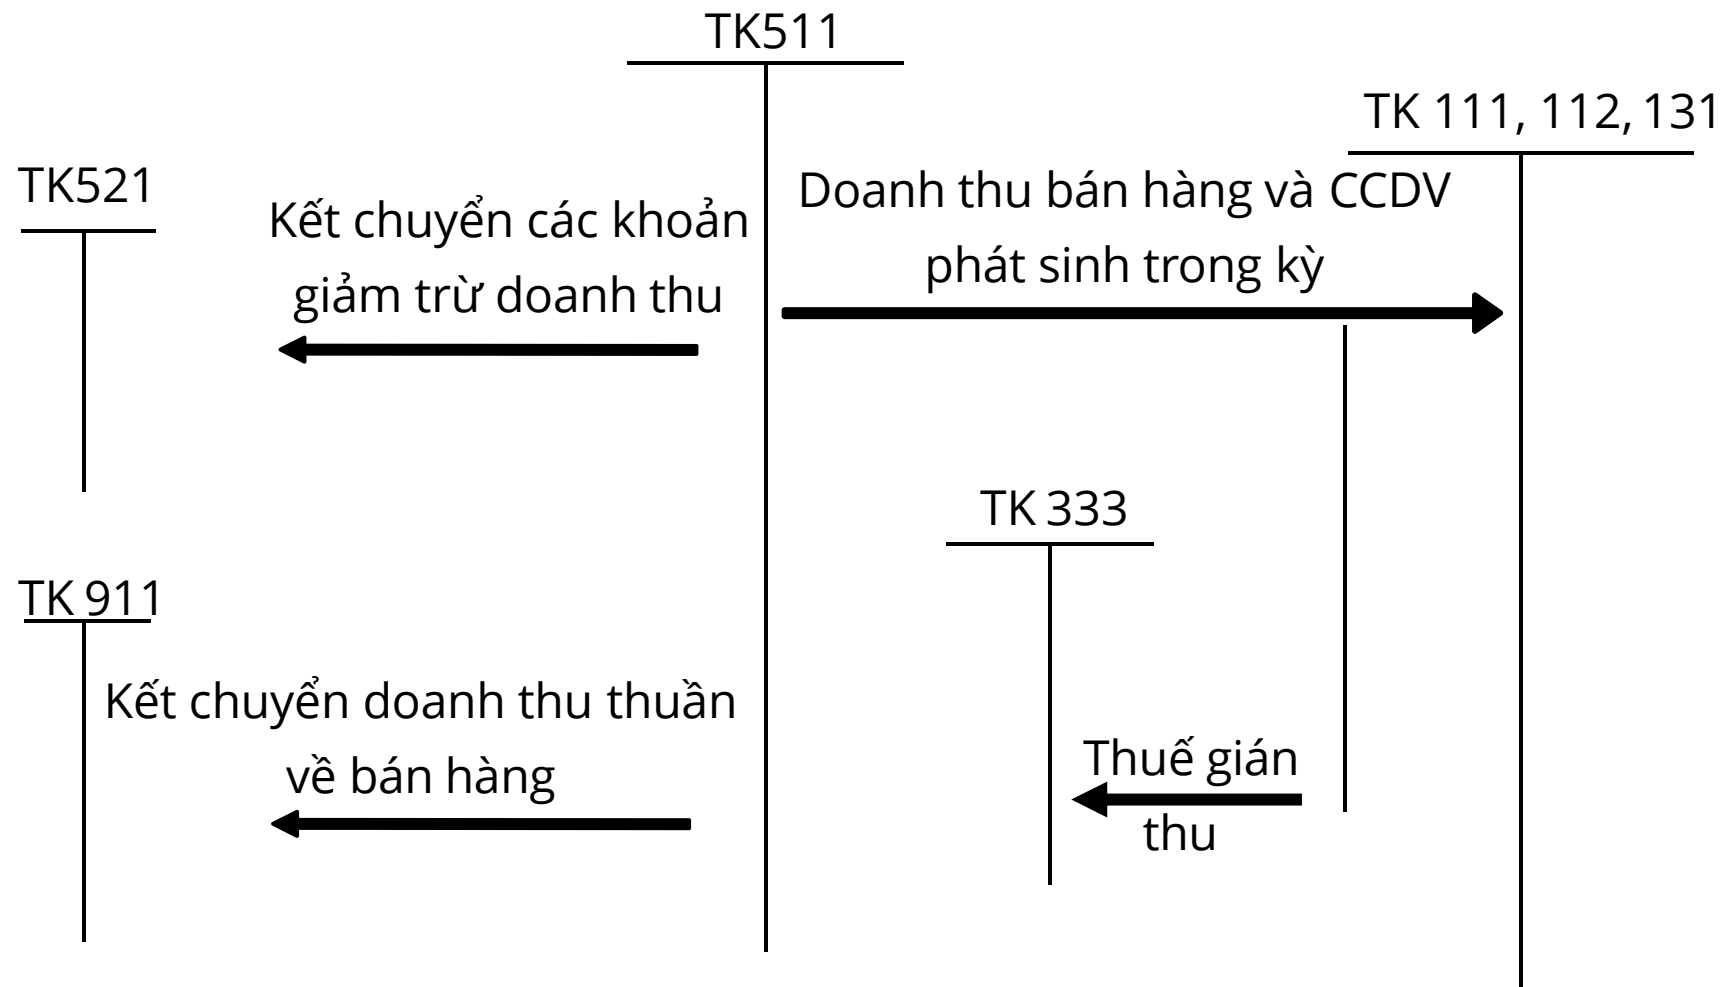 TK511
TK 111, 112, 131
TK521
Doanh thu bán hàng và CCDV
phát sinh trong kỳ
Kết chuyển các khoản
giảm trừ doanh thu
TK 333
TK 911
Kết chuyển doanh thu thuần
về bán hàng
Thuế gián
thu